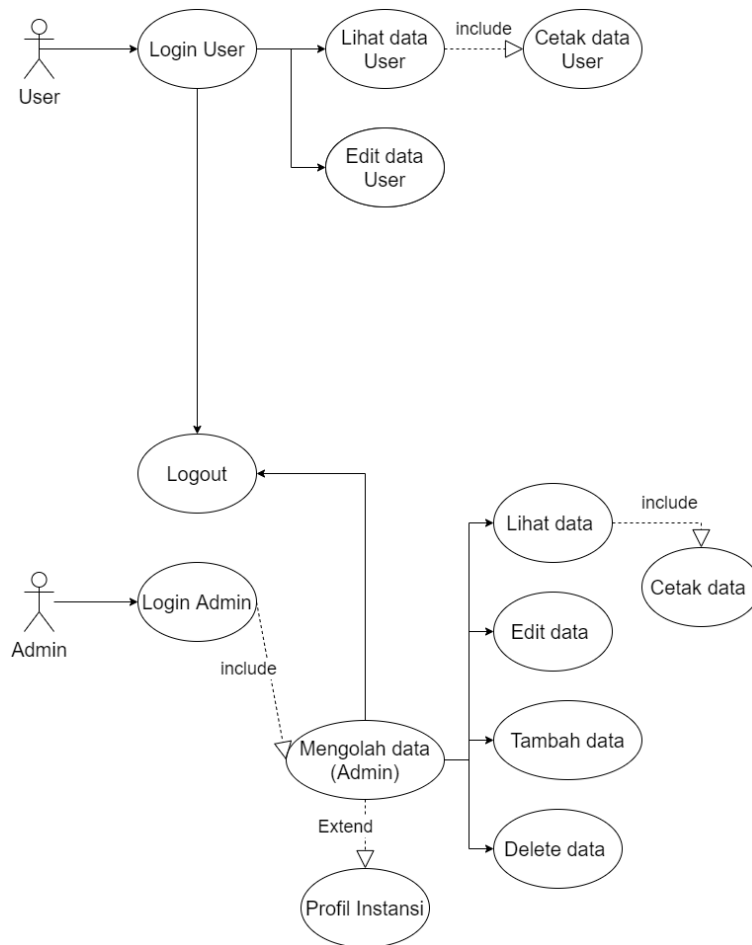 User
Login User
Lihat data
User
include
Cetak data
User
Edit data
User
Logout
Lihat data
include
Cetak data
Admin
Login Admin
include
Edit data
Mengolah data
(Admin)
Tambah data
Extend
Delete data
Profil Instansi